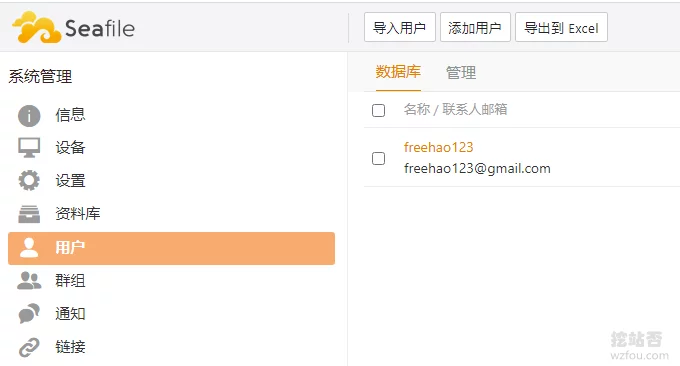 Seafile
导入用户 添加用户 导出到 Excel
系统管理
信息
设备
设置
资料库
用户
群组
通知
链接
数据库 管理
名称 / 联系人邮箱
freehao123
freehao123@gmail.com
挖站否
wzfou.com